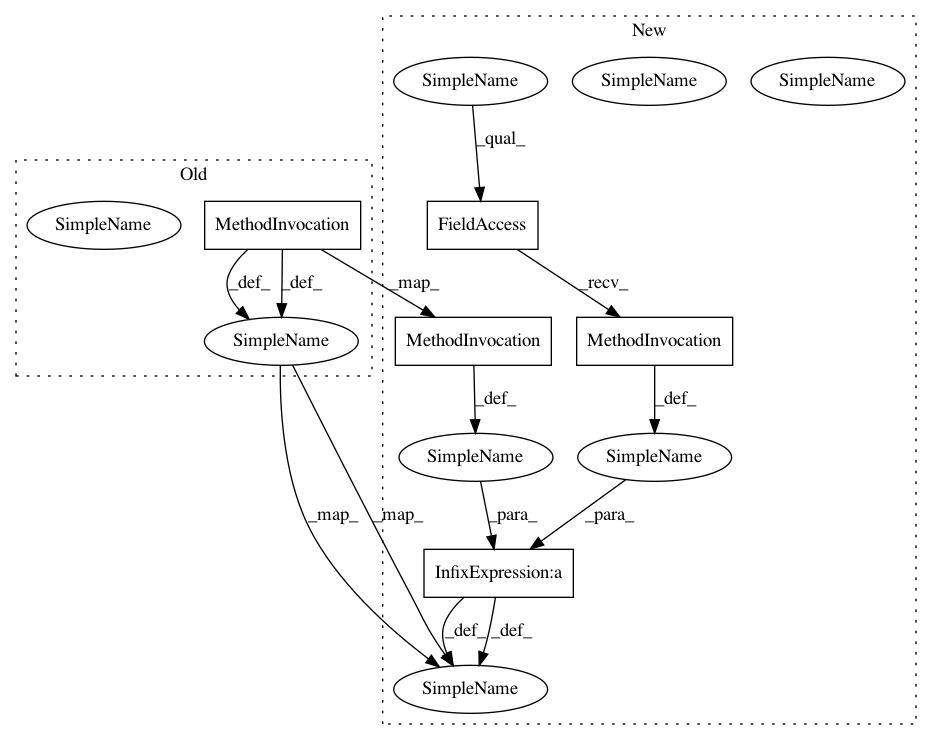 New
SimpleName
SimpleName
SimpleName
_qual_
Old
SimpleName
MethodInvocation
FieldAccess
_def_
_def_
_map_
_recv_
SimpleName
MethodInvocation
MethodInvocation
_def_
_def_
SimpleName
SimpleName
_map_
_map_
_para_
_para_
InfixExpression:a
_def_
_def_
SimpleName